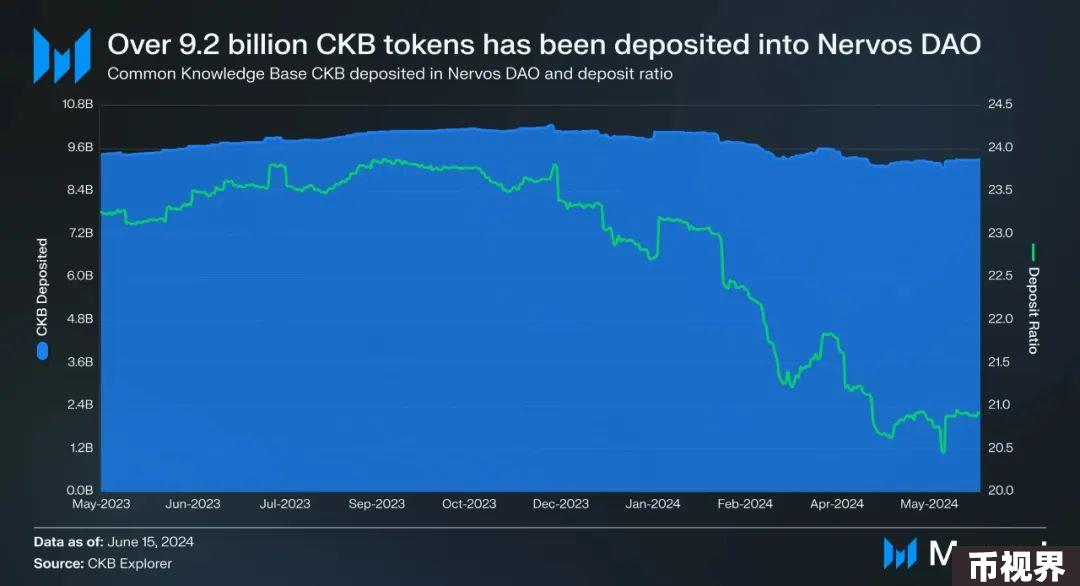 Over 9.2 billion CKB tokens has been deposited into Nervos DAO
Common Knowledge Base CKB deposited in Nervos DAO and deposit ratio
10.8B
9.6B
8.4B
7.2B
6.0B
4.8B
3.6B
2.4B
1.2B
0.0B
CKB Deposited
24.5
24.0
23.5
23.0
22.5
22.0
21.5
21.0
20.5
20.0
Deposit Ratio
May-2023 Jun-2023 Jul-2023 Sep-2023 Oct-2023 Dec-2023 Jan-2024 Feb-2024 Apr-2024 May-2024
Data as of: June 15, 2024
Source: CKB Explorer
币视界